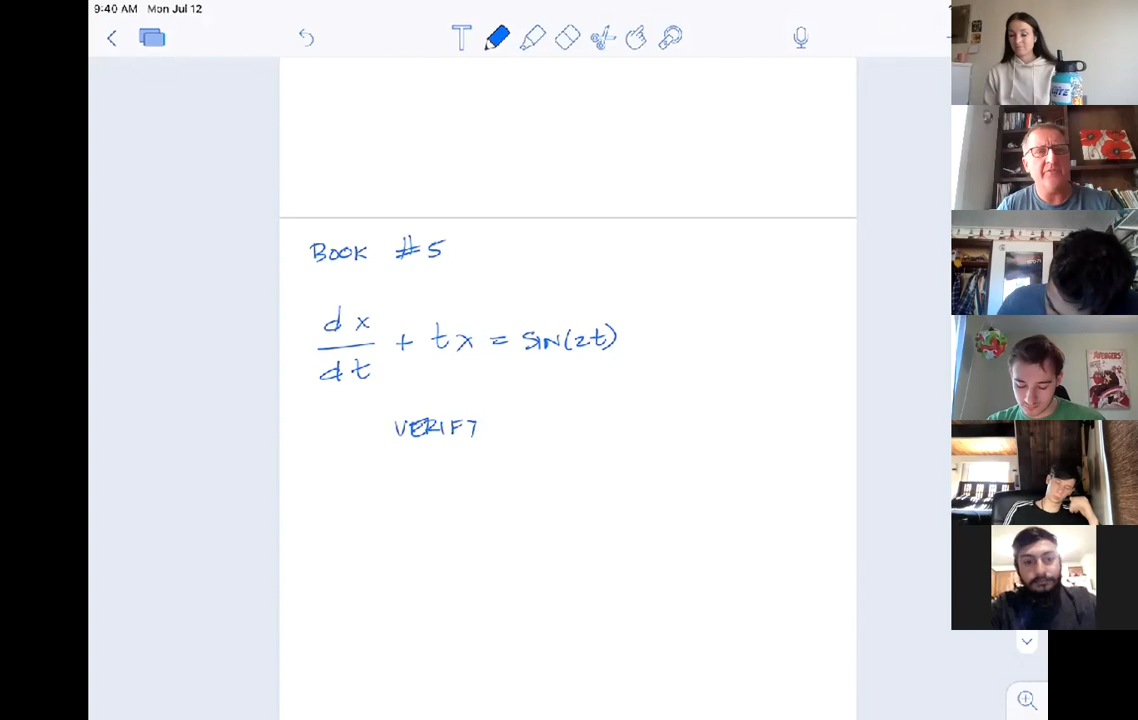 9:40 AM Mon Jul 12
BOOK #5
dx/dt + tx = SIN(2t)
VERIFY